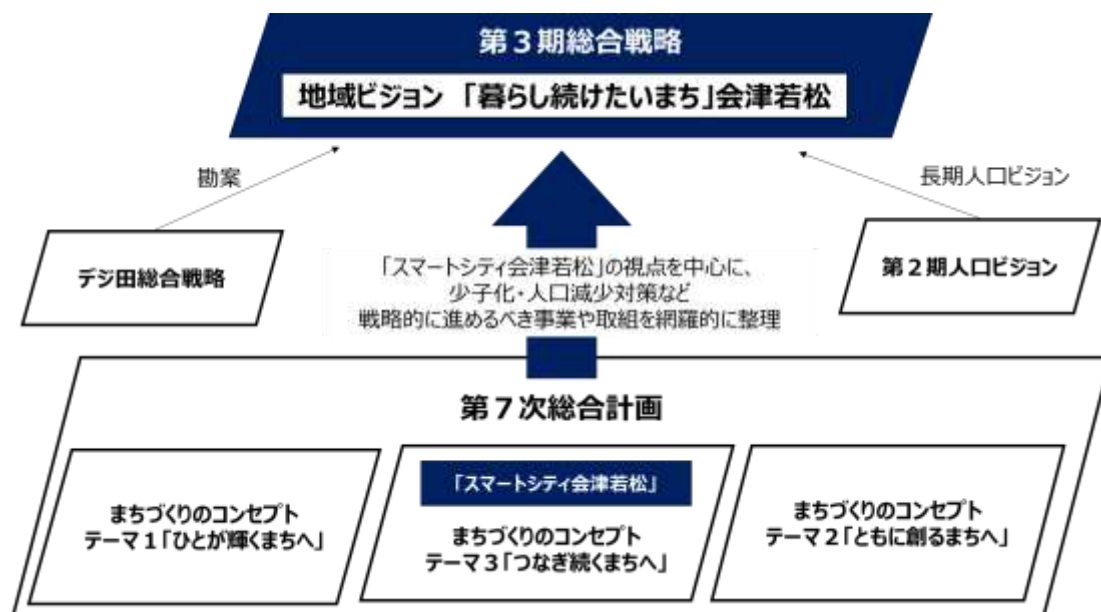 第３期総合戦略
地域ビジョン 「暮らし続けたいまち」会津若松
勘案
長期人口ビジョン
デジ田総合戦略
「スマートシティ会津若松」の視点を中心に、
少子化・人口減少対策など
戦略的に進めるべき事業や取組を網羅的に整理
第２期人口ビジョン
第７次総合計画
まちづくりのコンセプト
テーマ１「ひとが輝くまちへ」
「スマートシティ会津若松」
まちづくりのコンセプト
テーマ３「つなぎ続くまちへ」
まちづくりのコンセプト
テーマ２「ともに創るまちへ」